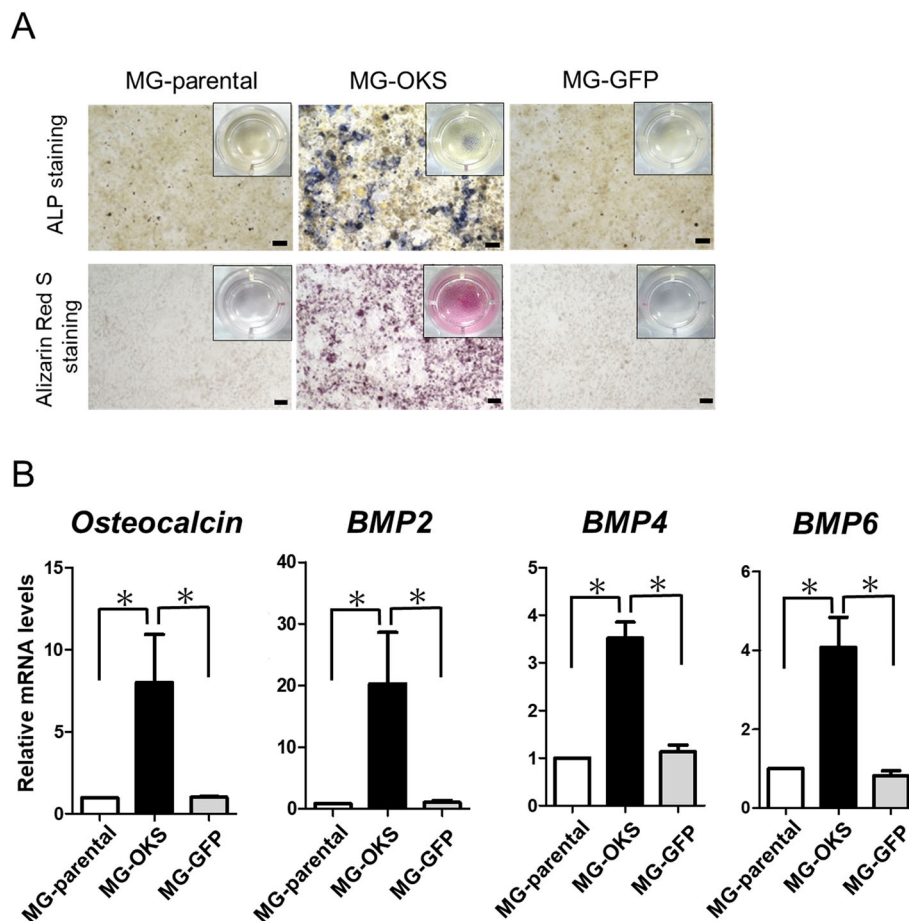 A
MG-parental MG-OKS MG-GFP
ALP staining
Alizarin Red S
staining
B
Osteocalcin BMP2 BMP4 BMP6
Relative mRNA levels
15
10
5
0
* *
MG-parental
MG-OKS
MG-GFP
40
30
20
10
0
* *
MG-parental
MG-OKS
MG-GFP
5
4
3
2
1
0
* *
MG-parental
MG-OKS
MG-GFP
6
4
2
0
* *
MG-parental
MG-OKS
MG-GFP